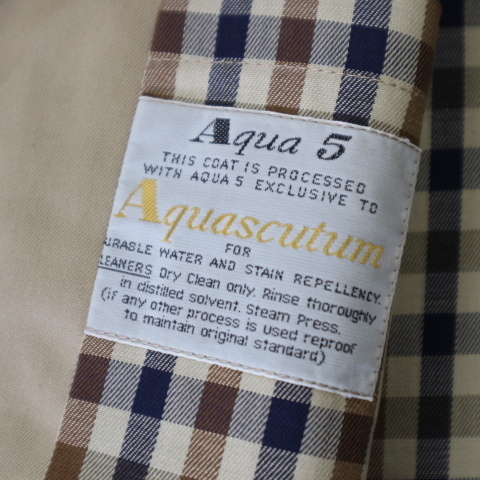 Aqua 5
THIS COAT IS PROCESSED
WITH AQUA 5 EXCLUSIVE TO
Aquascutum
FOR
DURABLE WATER AND STAIN REPELLENCY.
CLEANERS Dry Clean only. Rinse thoroughly
in distilled solvent. Steam Press.
(if any other process is used reproof
to maintain original standard)